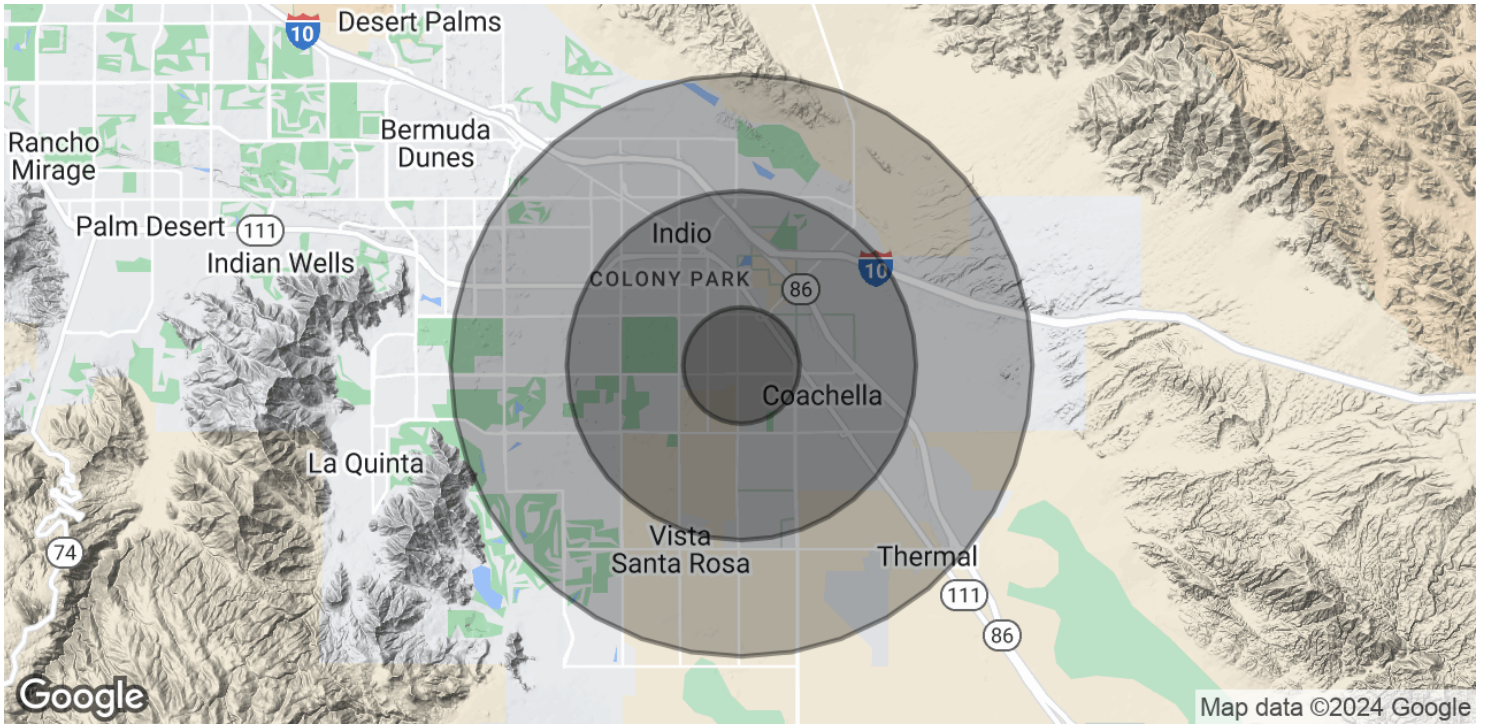 Desert Palms
10
Bermuda
Dunes
Rancho
Mirage
Palm Desert
111
Indian Wells
Indio
COLONY PARK
10
86
Coachella
La Quinta
Vista
Santa Rosa
Thermal
74
111
86
Google
Map data ©2024 Google